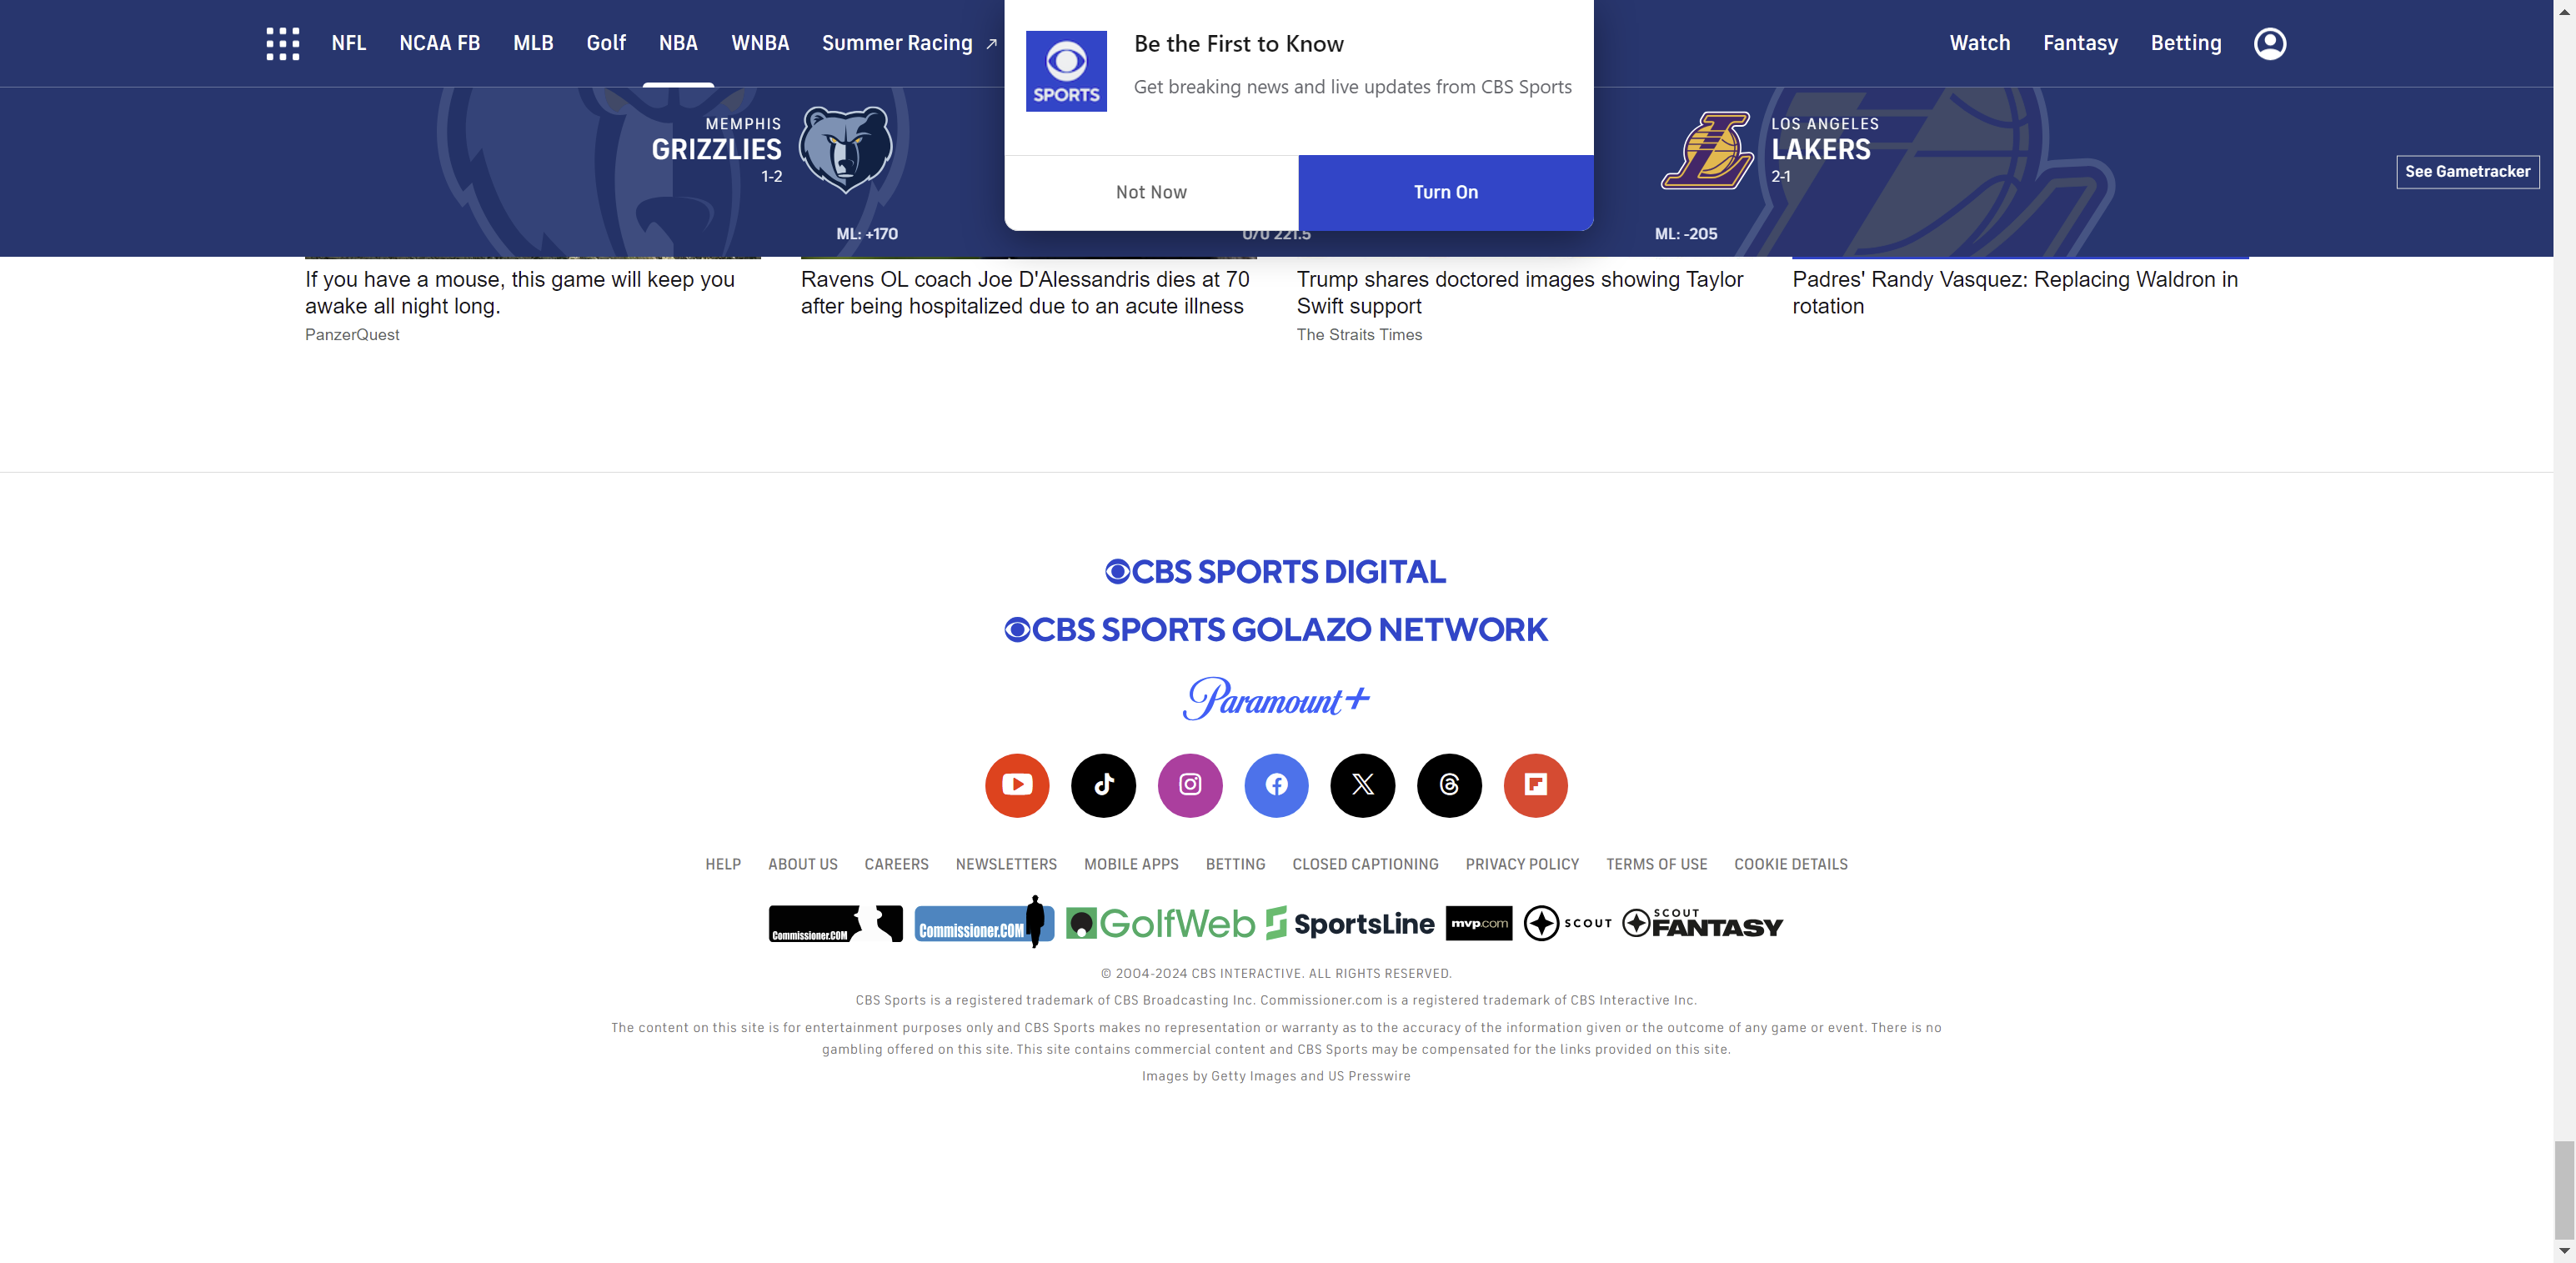 NFL NCAA FB MLB Golf NBA WNBA Summer Racing Watch Fantasy Betting
SPORTS
Be the First to Know
Get breaking news and live updates from CBS Sports
Not Now Turn On
MEMPHIS
GRIZZLIES
1-2
ML: +170
O/U 221.5
LOS ANGELES
LAKERS
2-1
ML: -205
See Gametracker
If you have a mouse, this game will keep you
awake all night long.
PanzerQuest
Ravens OL coach Joe D'Alessandris dies at 70
after being hospitalized due to an acute illness
Trump shares doctored images showing Taylor
Swift support
The Straits Times
Padres' Randy Vasquez: Replacing Waldron in
rotation
CBS SPORTS DIGITAL
CBS SPORTS GOLAZO NETWORK
Paramount+
HELP ABOUT US CAREERS NEWSLETTERS MOBILE APPS BETTING CLOSED CAPTIONING PRIVACY POLICY TERMS OF USE COOKIE DETAILS
Commissioner.COM Commissioner.COM GolfWeb SportsLine mvp.com SCOUT SCOUT FANTASY
© 2004-2024 CBS INTERACTIVE. ALL RIGHTS RESERVED.
CBS Sports is a registered trademark of CBS Broadcasting Inc. Commissioner.com is a registered trademark of CBS Interactive Inc.
The content on this site is for entertainment purposes only and CBS Sports makes no representation or warranty as to the accuracy of the information given or the outcome of any game or event. There is no
gambling offered on this site. This site contains commercial content and CBS Sports may be compensated for the links provided on this site.
Images by Getty Images and US Presswire